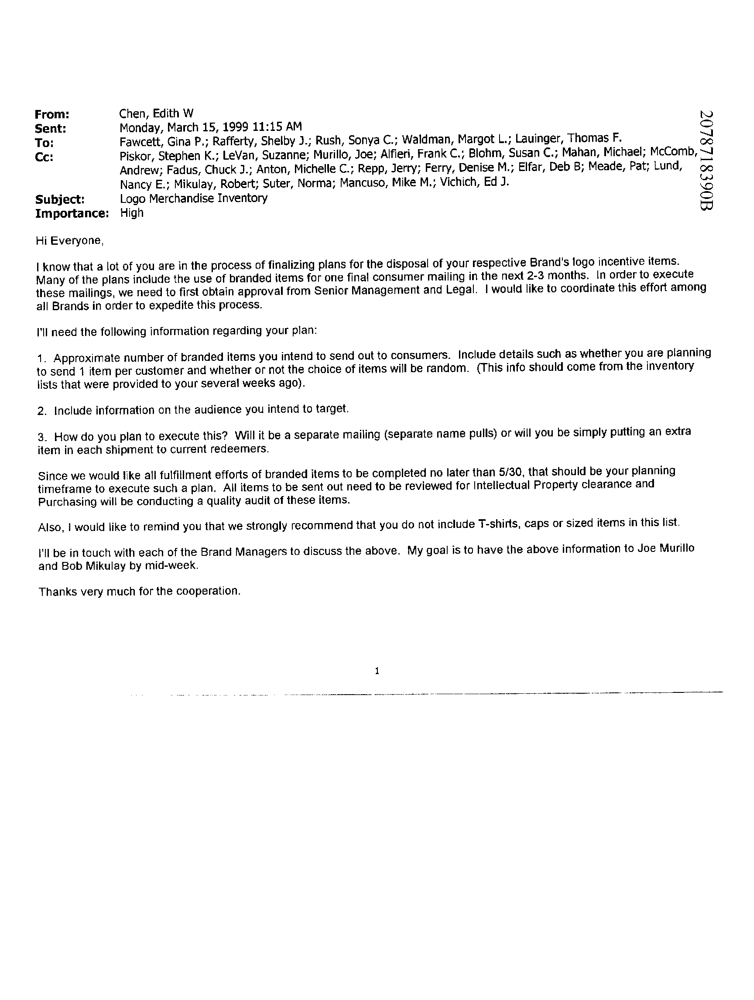 From: Chen, Edith W
Sent: Monday, March 15, 1999 11:15 AM
To: Fawcett, Gina P.; Rafferty, Shelby J.; Rush, Sonya C.; Waldman, Margot L.; Lauinger, Thomas F.
Cc: Piskor, Stephen K.; LeVan, Suzanne; Murillo, Joe; Alfieri, Frank C.; Blohm, Susan C.; Mahan, Michael; McComb,
Andrew; Fadus, Chuck J.; Anton, Michelle C.; Repp, Jerry; Ferry, Denise M.; Elfar, Deb B; Meade, Pat; Lund,
Nancy E.; Mikulay, Robert; Suter, Norma; Mancuso, Mike M.; Vichich, Ed J.
Subject: Logo Merchandise Inventory
Importance: High
2078718390B
Hi Everyone,
I know that a lot of you are in the process of finalizing plans for the disposal of your respective Brand's logo incentive items.
Many of the plans include the use of branded items for one final consumer mailing in the next 2-3 months. In order to execute
these mailings, we need to first obtain approval from Senior Management and Legal. I would like to coordinate this effort among
all Brands in order to expedite this process.
I'll need the following information regarding your plan:
1. Approximate number of branded items you intend to send out to consumers. Include details such as whether you are planning
to send 1 item per customer and whether or not the choice of items will be random. (This info should come from the inventory
lists that were provided to your several weeks ago).
2. Include information on the audience you intend to target.
3. How do you plan to execute this? Will it be a separate mailing (separate name pulls) or will you be simply putting an extra
item in each shipment to current redeemers.
Since we would like all fulfillment efforts of branded items to be completed no later than 5/30, that should be your planning
timeframe to execute such a plan. All items to be sent out need to be reviewed for Intellectual Property clearance and
Purchasing will be conducting a quality audit of these items.
Also, I would like to remind you that we strongly recommend that you do not include T-shirts, caps or sized items in this list.
I'll be in touch with each of the Brand Managers to discuss the above. My goal is to have the above information to Joe Murillo
and Bob Mikulay by mid-week.
Thanks very much for the cooperation.
1